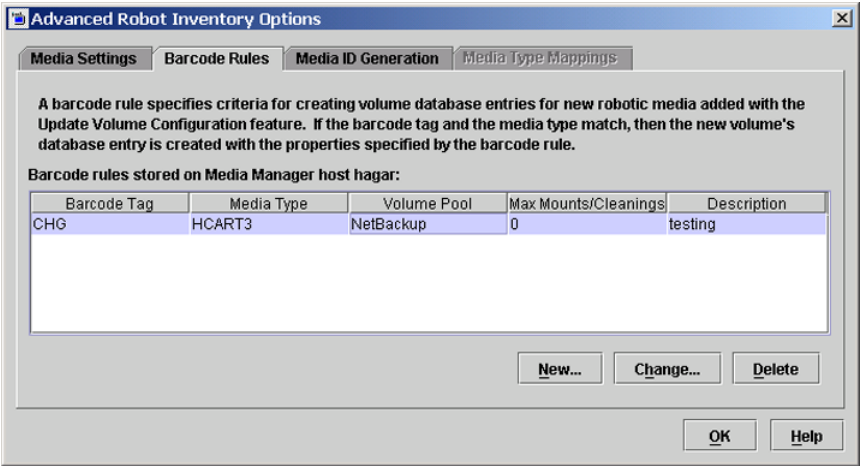 Advanced Robot Inventory Options
Media Settings Barcode Rules Media ID Generation Media Type Mappings
A barcode rule specifies criteria for creating volume database entries for new robotic media added with the
Update Volume Configuration feature. If the barcode tag and the media type match, then the new volume's
database entry is created with the properties specified by the barcode rule.
Barcode rules stored on Media Manager host hagar:
Barcode Tag Media Type Volume Pool Max Mounts/Cleanings Description
CHG HCART3 NetBackup 0 testing
New... Change... Delete
OK Help